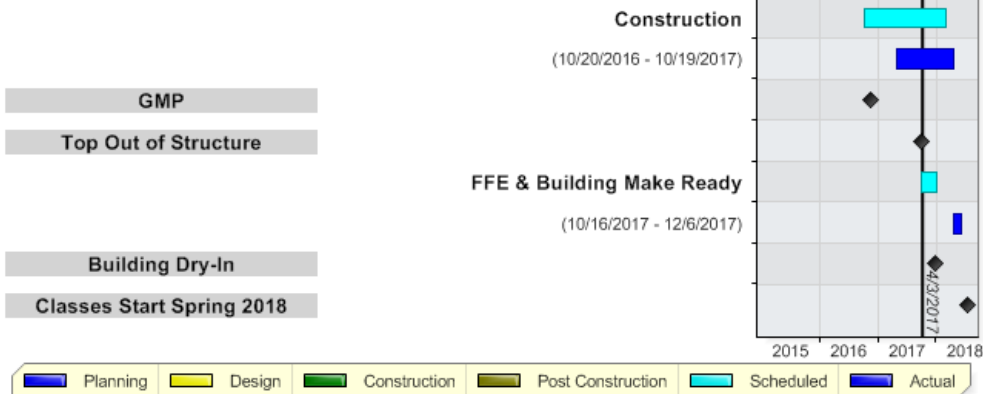 Construction
(10/20/2016 - 10/19/2017)
GMP
Top Out of Structure
FFE & Building Make Ready
(10/16/2017 - 12/6/2017)
Building Dry-In
Classes Start Spring 2018
4/3/2017
2015 2016 2017 2018
Planning Design Construction Post Construction Scheduled Actual